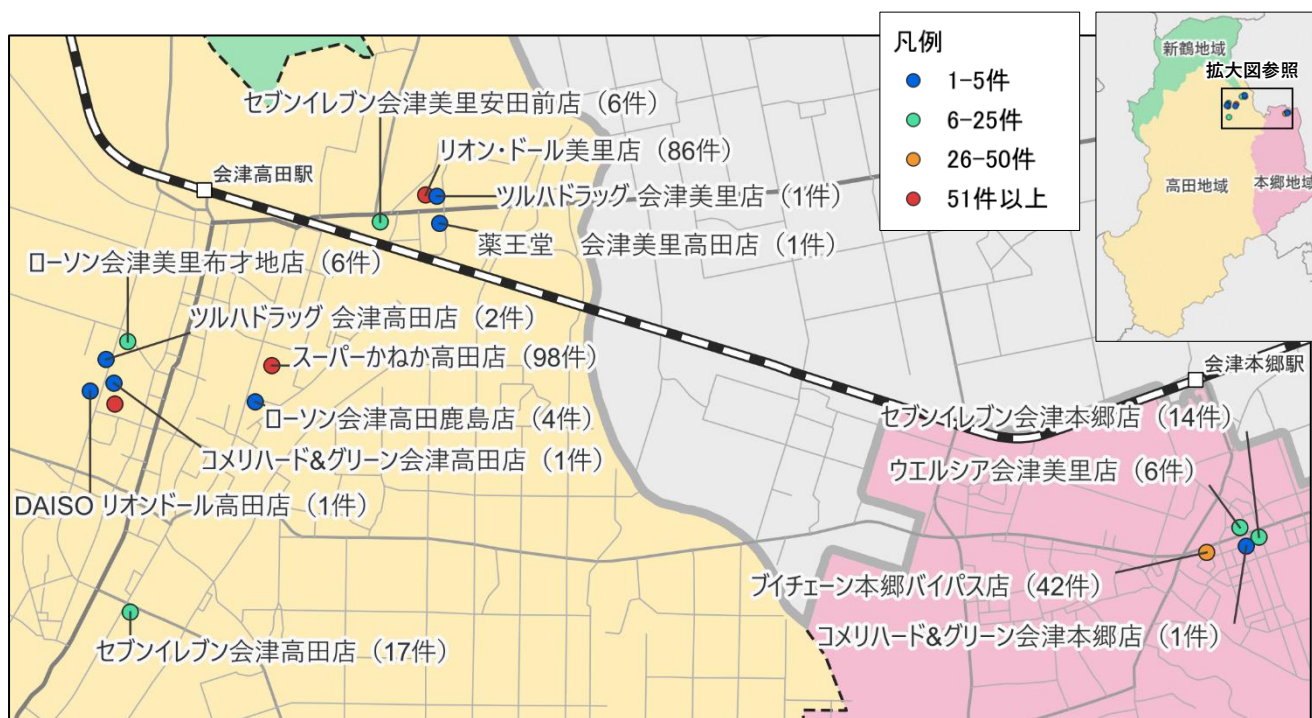 凡例
1-5件
6-25件
26-50件
51件以上
新鶴地域
拡大図参照
高田地域
本郷地域
セブンイレブン会津美里安田前店（6件）
リオン・ドール美里店（86件）
会津高田駅
ツルハドラッグ 会津美里店（1件）
薬王堂　会津美里高田店（1件）
ローソン会津美里布才地店（6件）
ツルハドラッグ 会津高田店（2件）
スーパーかねか高田店（98件）
会津本郷駅
ローソン会津高田鹿島店（4件）
セブンイレブン会津本郷店（14件）
コメリハード&グリーン会津高田店（1件）
ウエルシア会津美里店（6件）
DAISO リオンドール高田店（1件）
ブイチェーン本郷バイパス店（42件）
コメリハード&グリーン会津本郷店（1件）
セブンイレブン会津高田店（17件）